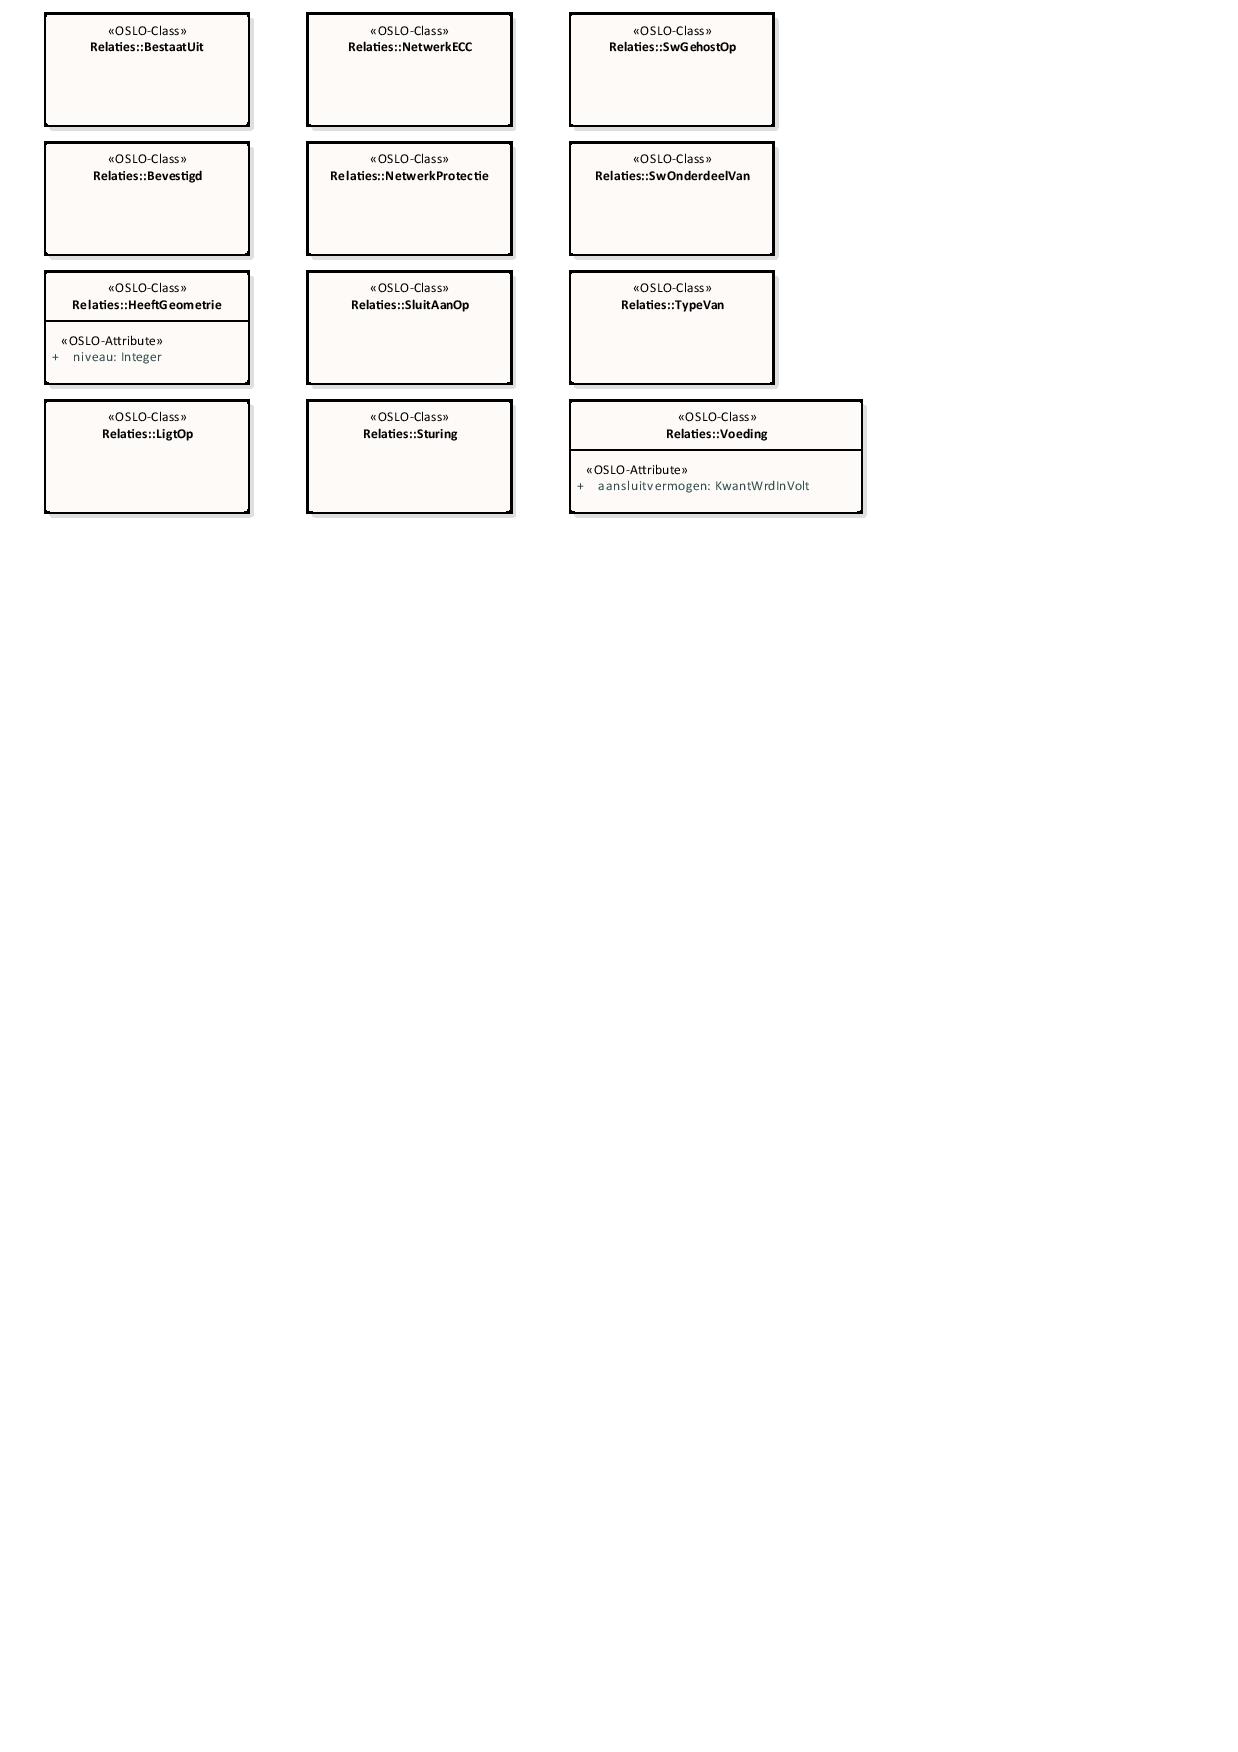 «OSLO-Class»
Relaties::BestaatUit
«OSLO-Class»
Relaties::NetwerkECC
«OSLO-Class»
Relaties::SwGehostOp
«OSLO-Class»
Relaties::Bevestigd
«OSLO-Class»
Relaties::NetwerkProtectie
«OSLO-Class»
Relaties::SwOnderdeelVan
«OSLO-Class»
Relaties::HeeftGeometrie
«OSLO-Attribute»
+ niveau: Integer
«OSLO-Class»
Relaties::SluitAanOp
«OSLO-Class»
Relaties::TypeVan
«OSLO-Class»
Relaties::LigtOp
«OSLO-Class»
Relaties::Sturing
«OSLO-Class»
Relaties::Voeding
«OSLO-Attribute»
+ aansluitvermogen: KwantWrdInVolt